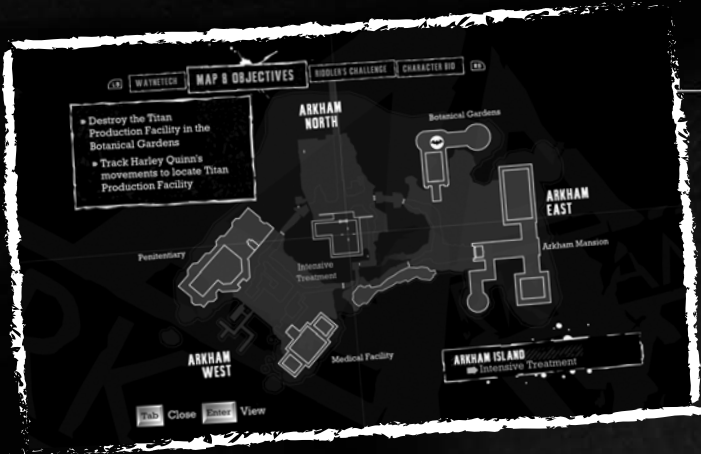 LB
WAYNETECH
MAP & OBJECTIVES
RIDDLER'S CHALLENGE
CHARACTER BIO
RB
Destroy the Titan
Production Facility in the
Botanical Gardens
Track Harley Quinn's
movements to locate Titan
Production Facility
ARKHAM
NORTH
Botanical Gardens
ARKHAM
EAST
Arkham Mansion
Penitentiary
Intensive
Treatment
ARKHAM
WEST
Medical Facility
ARKHAM ISLAND
Intensive Treatment
Tab Close Enter View